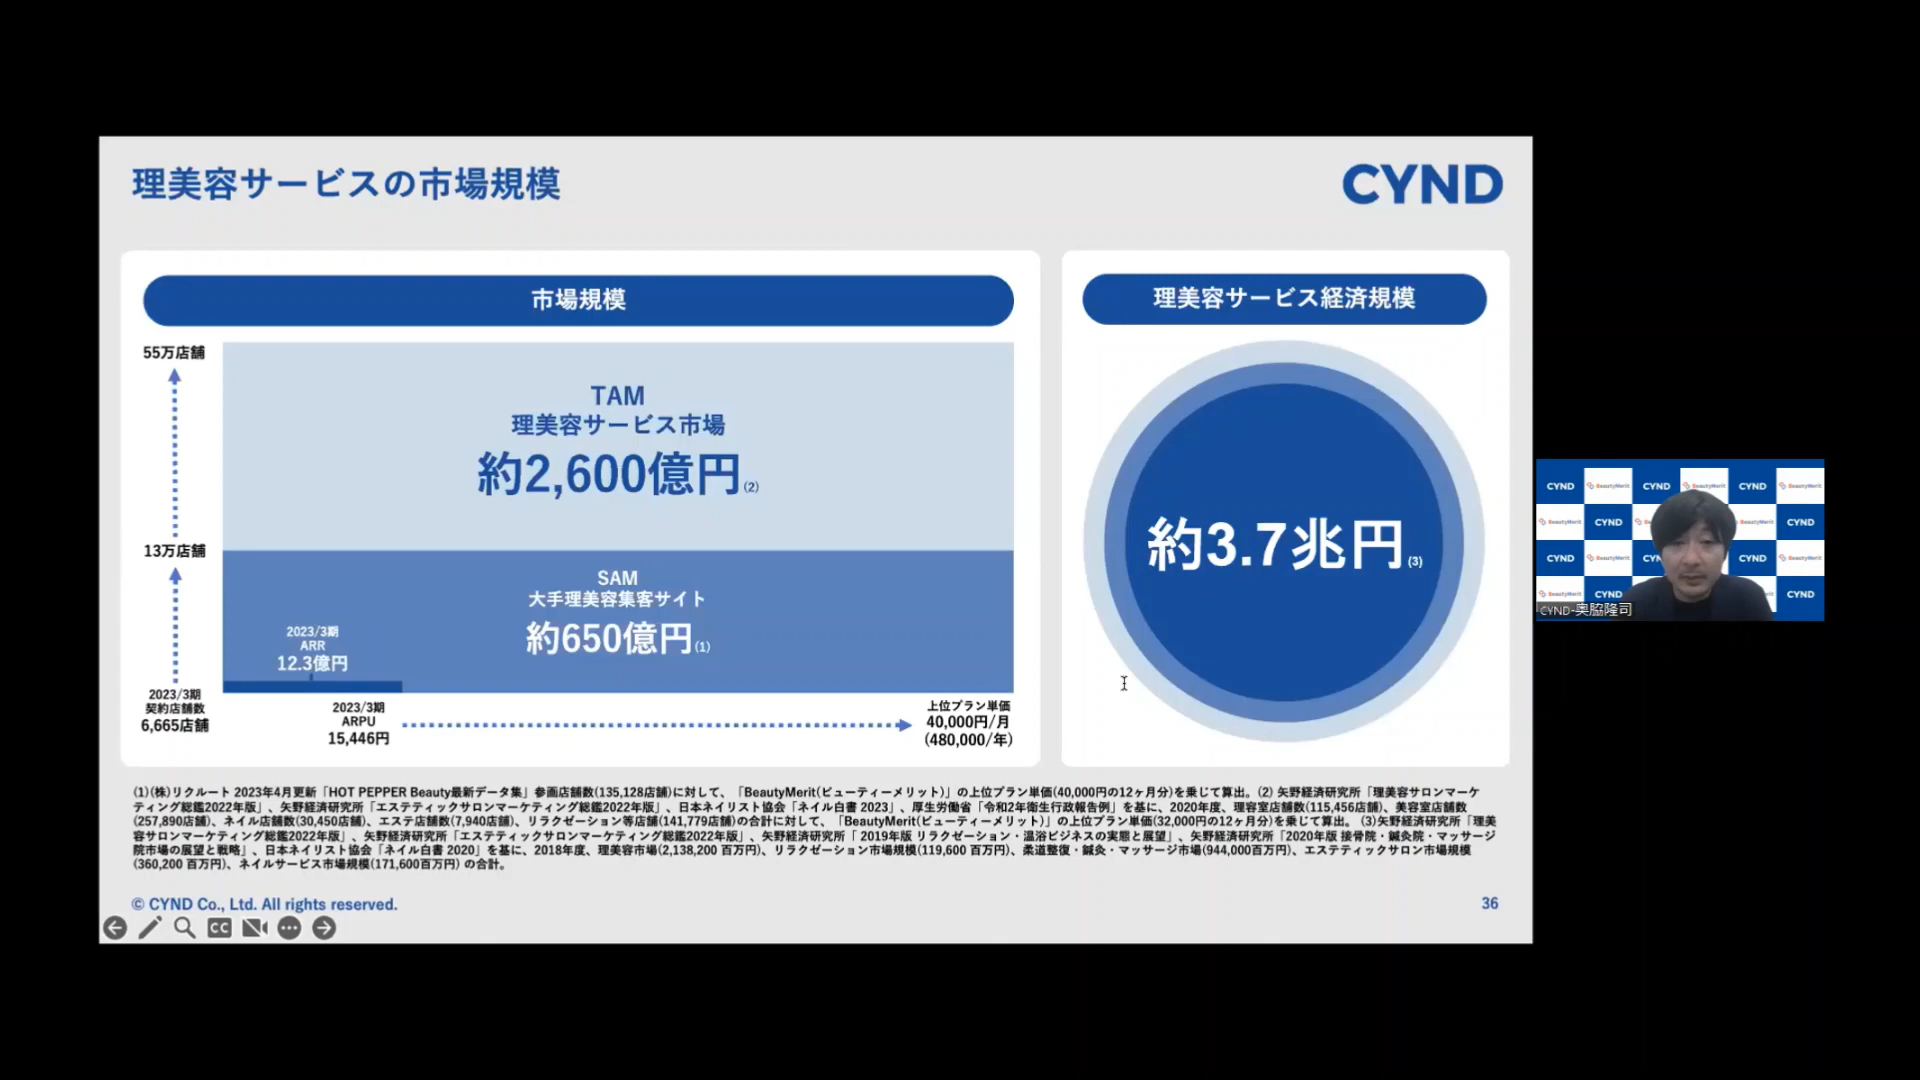 理美容サービスの市場規模
CYND
市場規模
55万店舗
TAM
理美容サービス市場
約2,600億円(2)
13万店舗
SAM
大手理美容集客サイト
約650億円(1)
2023/3期
ARR
12.3億円
2023/3期
契約店舗数
6,665店舗
2023/3期
ARPU
15,446円
上位プラン単価
40,000円/月
(480,000/年)
理美容サービス経済規模
約3.7兆円(3)
(1)(株)リクルート 2023年4月更新「HOT PEPPER Beauty最新データ集」参画店舗数(135,128店舗)に対して、「BeautyMerit(ビューティーメリット)」の上位プラン単価(40,000円の12ヶ月分)を乗じて算出。(2) 矢野経済研究所「理美容サロンマーケ
ティング総鑑2022年版」、矢野経済研究所「エステティックサロンマーケティング総鑑2022年版」、日本ネイリスト協会「ネイル白書 2023」、厚生労働省「令和2年衛生行政報告例」を基に、2020年度、理容室店舗数(115,456店舗)、美容室店舗数
(257,890店舗)、ネイル店舗数(30,450店舗)、エステ店舗数(7,940店舗)、リラクゼーション等店舗(141,779店舗)の合計に対して、「BeautyMerit(ビューティーメリット)」の上位プラン単価(32,000円の12ヶ月分)を乗じて算出。 (3)矢野経済研究所「理美
容サロンマーケティング総鑑2022年版」、矢野経済研究所「エステティックサロンマーケティング総鑑2022年版」、矢野経済研究所「 2019年版 リラクゼーション・温浴ビジネスの実態と展望」、矢野経済研究所「2020年版 接骨院・鍼灸院・マッサージ
院市場の展望と戦略」、日本ネイリスト協会「ネイル白書 2020」を基に、2018年度、理美容市場(2,138,200 百万円)、リラクゼーション市場規模(119,600 百万円)、柔道整復・鍼灸・マッサージ市場(944,000百万円)、エステティックサロン市場規模
(360,200 百万円)、ネイルサービス市場規模(171,600百万円) の合計。
© CYND Co., Ltd. All rights reserved.
36
CC
CYND BeautyMerit CYND BeautyMerit CYND BeautyMerit
BeautyMerit CYND BeautyMerit CYND
CYND BeautyMerit CYND BeautyMerit
BeautyMerit CYND CYND
CYND-奥脇隆司